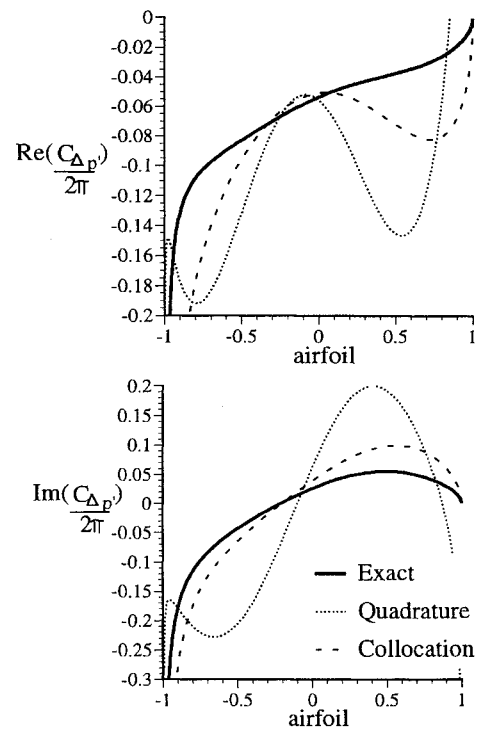 0
-0.02
-0.04
-0.06
-0.08
-0.1
-0.12
-0.14
-0.16
-0.18
-0.2
Re(C_Δp')
2π
-1 -0.5 0 0.5 1
airfoil
0.2
0.15
0.1
0.05
0
-0.05
-0.1
-0.15
-0.2
-0.25
-0.3
Im(C_Δp')
2π
Exact
Quadrature
Collocation
-1 -0.5 0 0.5 1
airfoil